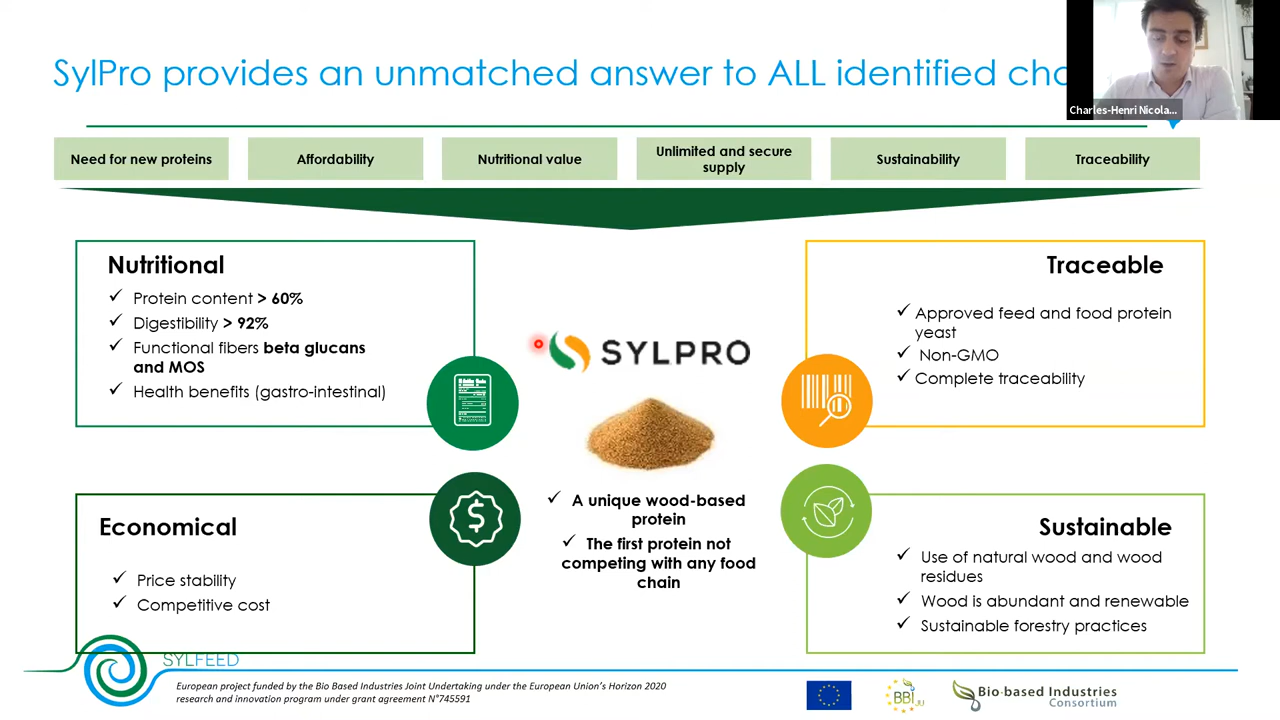 SylPro provides an unmatched answer to ALL identified
Charles-Henri Nicola...
Need for new proteins
Affordability
Nutritional value
Unlimited and secure
supply
Sustainability
Traceability
Nutritional
✓ Protein content > 60%
✓ Digestibility > 92%
✓ Functional fibers beta glucans
and MOS
✓ Health benefits (gastro-intestinal)
SYLPRO
✓ A unique wood-based
protein
✓ The first protein not
competing with any food
chain
Traceable
✓ Approved feed and food protein
yeast
✓ Non-GMO
✓ Complete traceability
Economical
✓ Price stability
✓ Competitive cost
Sustainable
✓ Use of natural wood and wood
residues
✓ Wood is abundant and renewable
✓ Sustainable forestry practices
SYLFEED
European project funded by the Bio Based Industries Joint Undertaking under the European Union's Horizon 2020
research and innovation program under grant agreement N°745591
BBI
JU
Bio-based Industries
Consortium